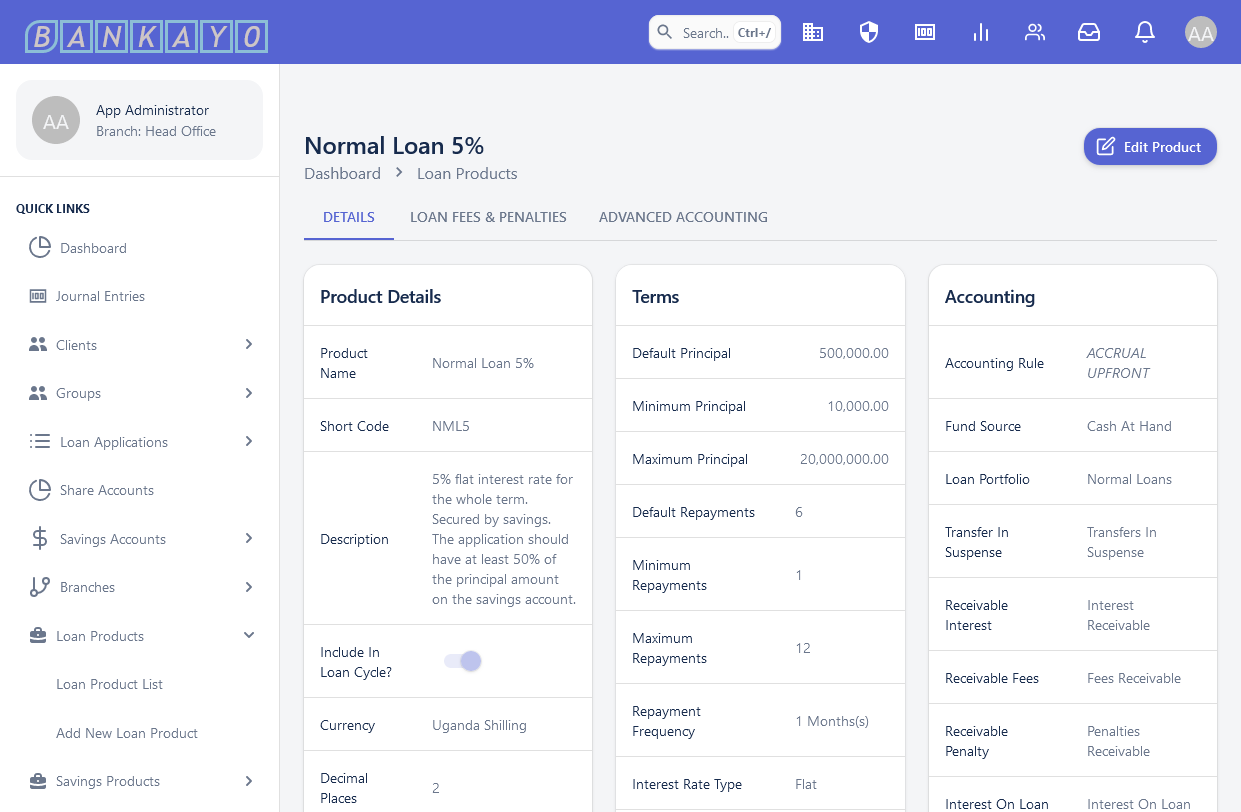 BANKAYO
Search..
Ctrl+/
AA
AA
App Administrator
Branch: Head Office
QUICK LINKS
Dashboard
Journal Entries
Clients
Groups
Loan Applications
Share Accounts
Savings Accounts
Branches
Loan Products
Loan Product List
Add New Loan Product
Savings Products
Normal Loan 5%
Dashboard
Loan Products
Edit Product
DETAILS
LOAN FEES & PENALTIES
ADVANCED ACCOUNTING
Product Details
Product
Name
Normal Loan 5%
Short Code
NML5
Description
5% flat interest rate for
the whole term.
Secured by savings.
The application should
have at least 50% of
the principal amount
on the savings account.
Include In
Loan Cycle?
Currency
Uganda Shilling
Decimal
Places
2
Terms
Default Principal
500,000.00
Minimum Principal
10,000.00
Maximum Principal
20,000,000.00
Default Repayments
6
Minimum
Repayments
1
Maximum
Repayments
12
Repayment
Frequency
1 Months(s)
Interest Rate Type
Flat
Accounting
Accounting Rule
ACCRUAL
UPFRONT
Fund Source
Cash At Hand
Loan Portfolio
Normal Loans
Transfer In
Suspense
Transfers In
Suspense
Receivable
Interest
Interest
Receivable
Receivable Fees
Fees Receivable
Receivable
Penalty
Penalties
Receivable
Interest On Loan
Interest On Loan